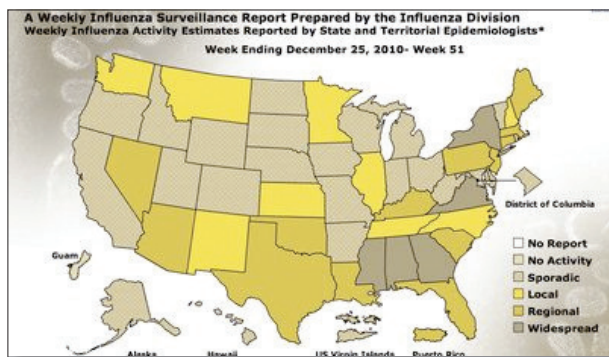 A Weekly Influenza Surveillance Report Prepared by the Influenza Division
Weekly Influenza Activity Estimates Reported by State and Territorial Epidemiologists*
Week Ending December 25, 2010- Week 51
District of Columbia
No Report
Guam
No Activity
Sporadic
Local
Regional
Widespread
Alaska
Hawaii
US Virgin Islands
Puerto Rico